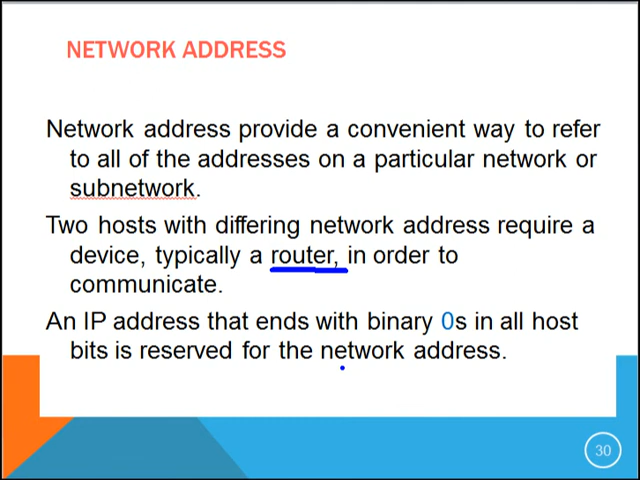 NETWORK ADDRESS
Network address provide a convenient way to refer
to all of the addresses on a particular network or
subnetwork.
Two hosts with differing network address require a
device, typically a router, in order to
communicate.
An IP address that ends with binary 0s in all host
bits is reserved for the network address.
30